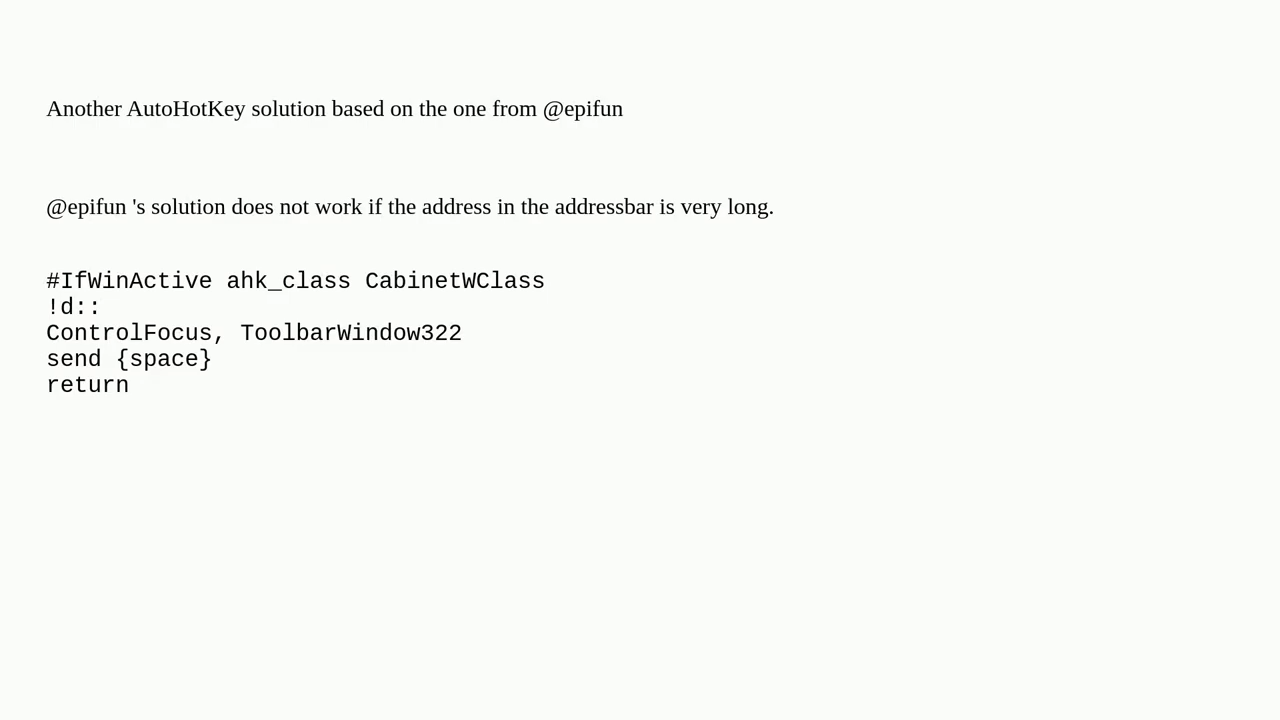 Another AutoHotKey solution based on the one from @epifun
@epifun 's solution does not work if the address in the addressbar is very long.
#IfWinActive ahk_class CabinetWClass
!d::
ControlFocus, ToolbarWindow322
send {space}
return